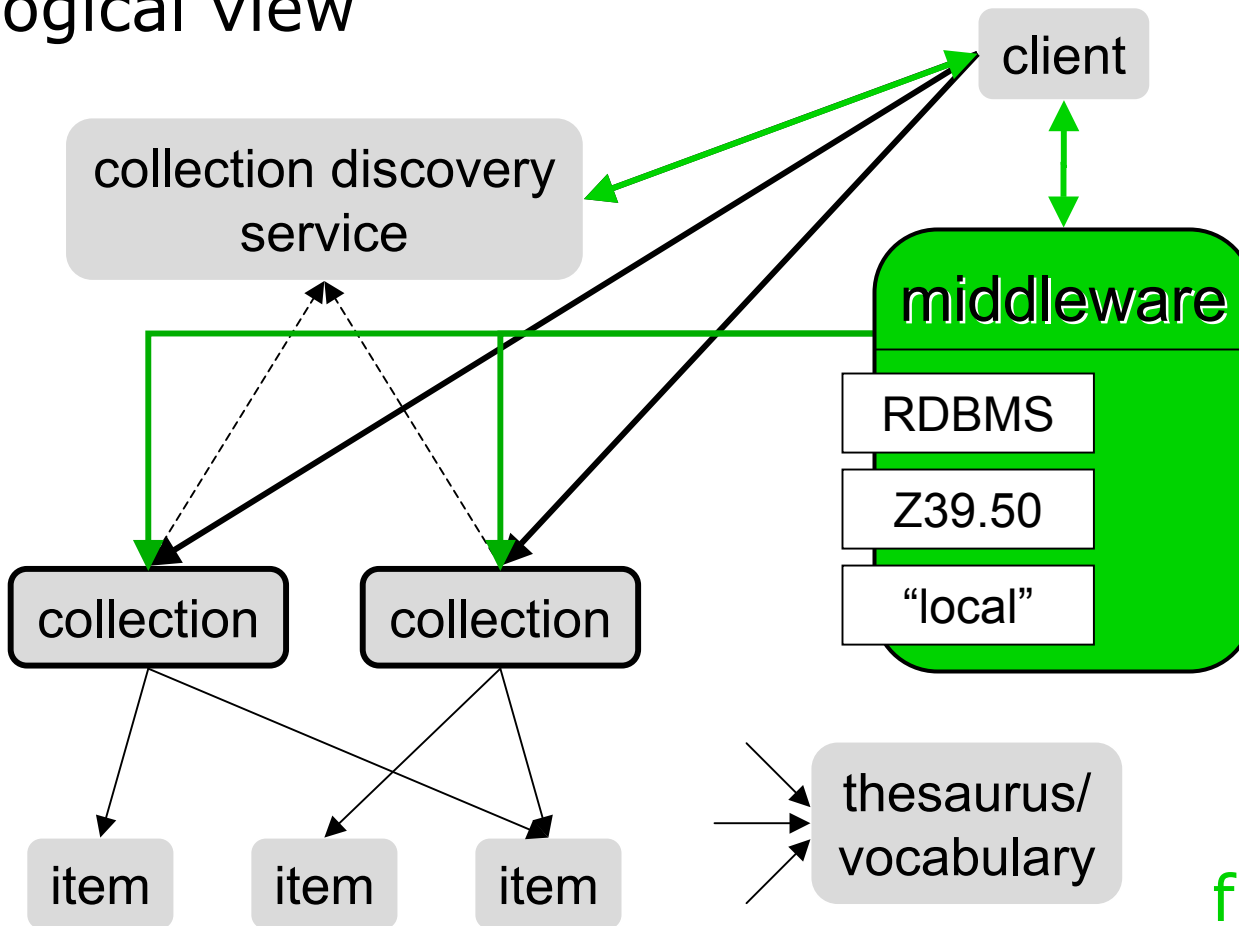 ogical view
client
collection discovery
service
middleware
RDBMS
Z39.50
“local”
collection
collection
thesaurus/
vocabulary
item
item
item
f